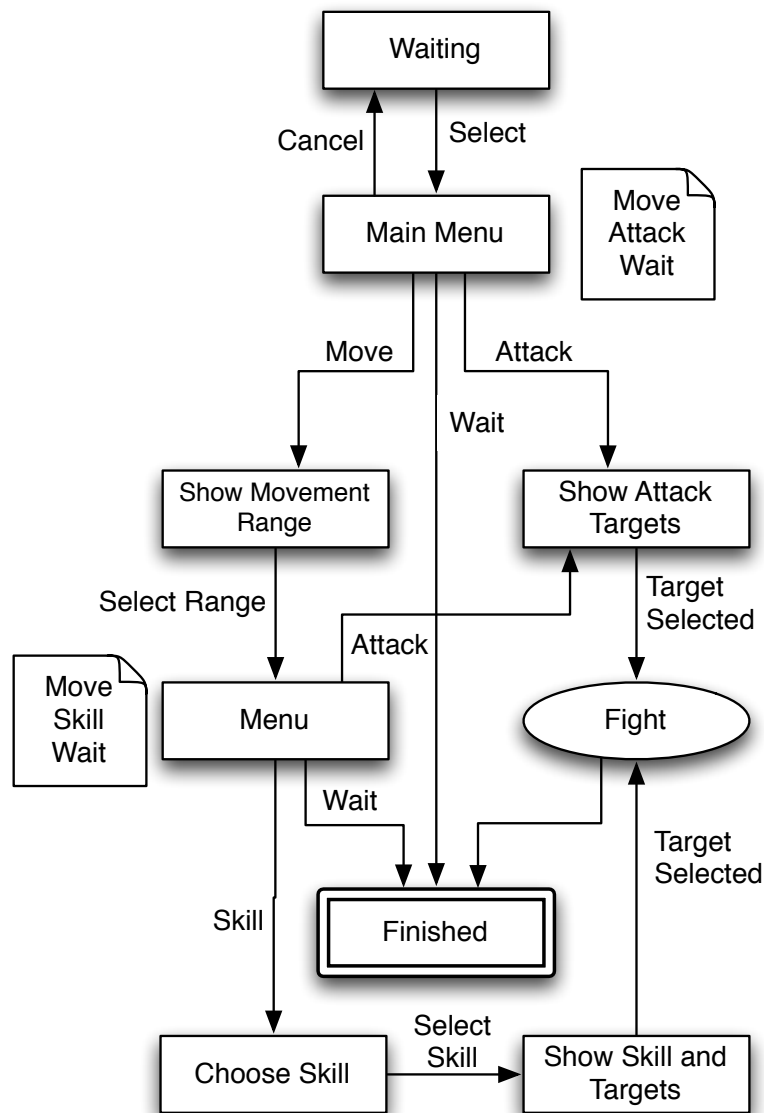 Waiting
Cancel
Select
Main Menu
Move
Attack
Wait
Move
Attack
Wait
Show Movement
Range
Show Attack
Targets
Select Range
Target
Selected
Attack
Move
Skill
Wait
Menu
Fight
Wait
Target
Selected
Skill
Finished
Choose Skill
Select
Skill
Show Skill and
Targets